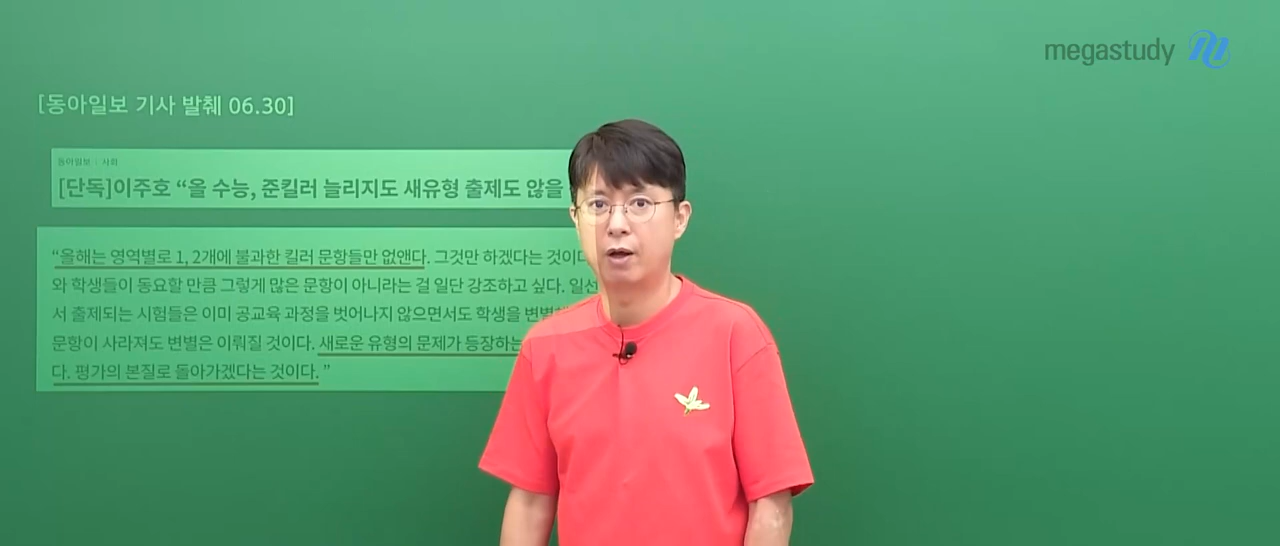 megastudy
[동아일보 기사 발췌 06.30]
동아일보 | 사회
[단독]이주호 “올 수능, 준킬러 늘리지도 새유형 출제도 않을
“올해는 영역별로 1, 2개에 불과한 킬러 문항들만 없앤다. 그것만 하겠다는 것이다
와 학생들이 동요할 만큼 그렇게 많은 문항이 아니라는 걸 일단 강조하고 싶다. 일선
서 출제되는 시험들은 이미 공교육 과정을 벗어나지 않으면서도 학생을 변별
문항이 사라져도 변별은 이뤄질 것이다. 새로운 유형의 문제가 등장하는
다. 평가의 본질로 돌아가겠다는 것이다. ”